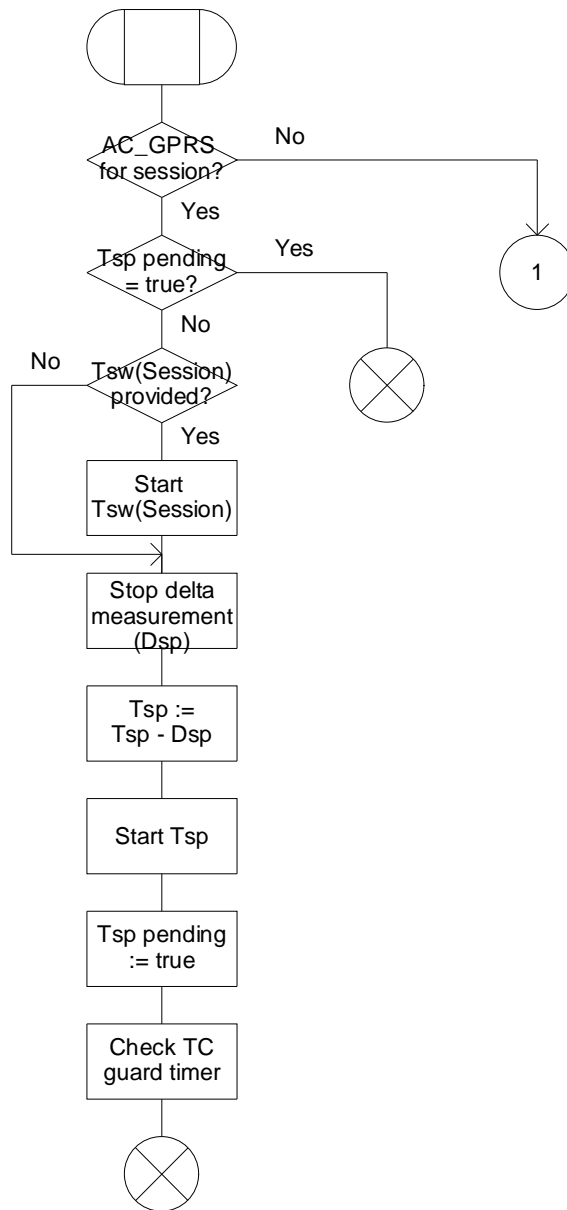 AC_GPRS
for session?
No
Yes
Tsp pending
= true?
Yes
1
No
No
Tsw(Session)
provided?
Yes
Start
Tsw(Session)
Stop delta
measurement
(Dsp)
Tsp :=
Tsp - Dsp
Start Tsp
Tsp pending
:= true
Check TC
guard timer